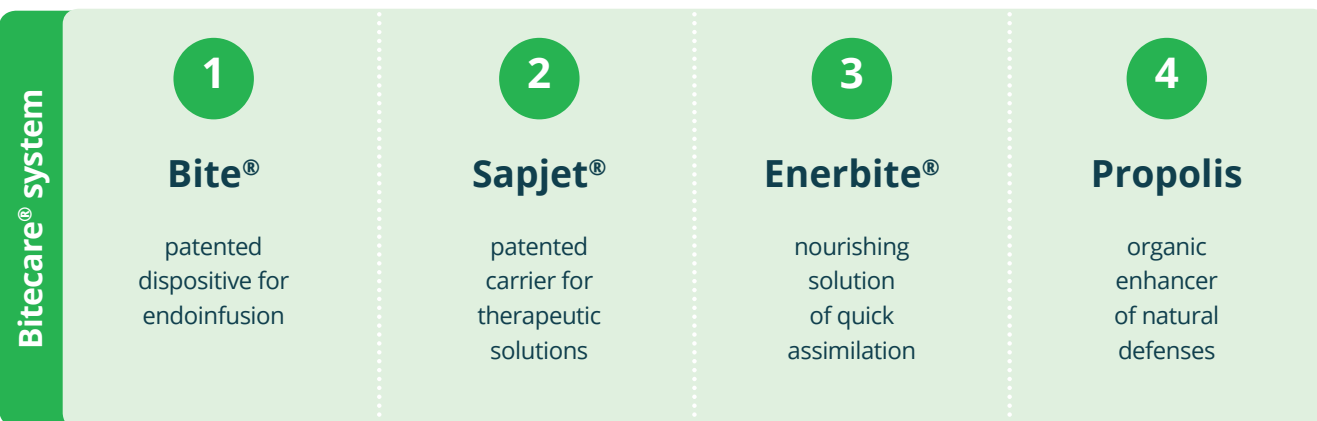 Bitecare® system
1
Bite®
patented
dispositive for
endoinfusion
2
Sapjet®
patented
carrier for
therapeutic
solutions
3
Enerbite®
nourishing
solution
of quick
assimilation
4
Propolis
organic
enhancer
of natural
defenses